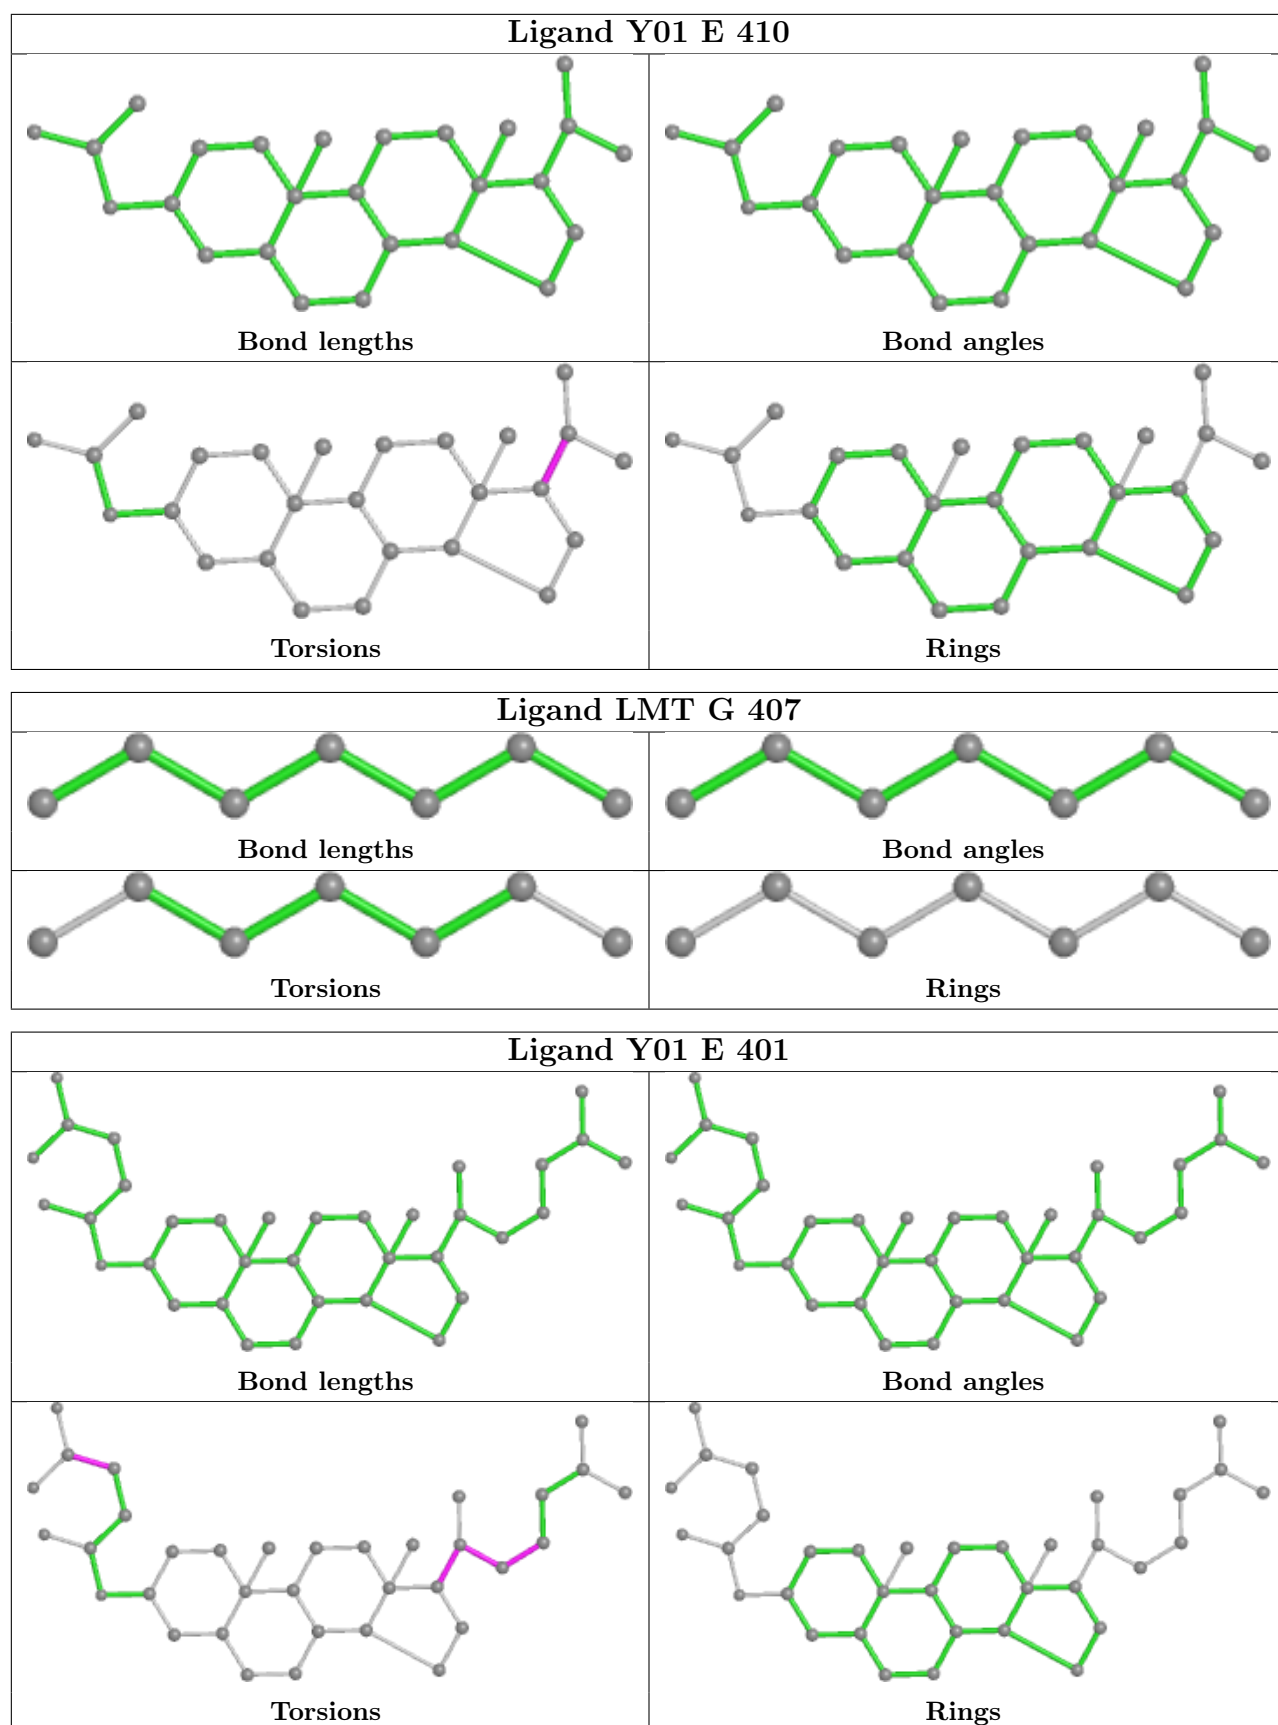 Ligand Y01 E 410
Bond lengths
Bond angles
Torsions
Rings
Ligand LMT G 407
Bond lengths
Bond angles
Torsions
Rings
Ligand Y01 E 401
Bond lengths
Bond angles
Torsions
Rings